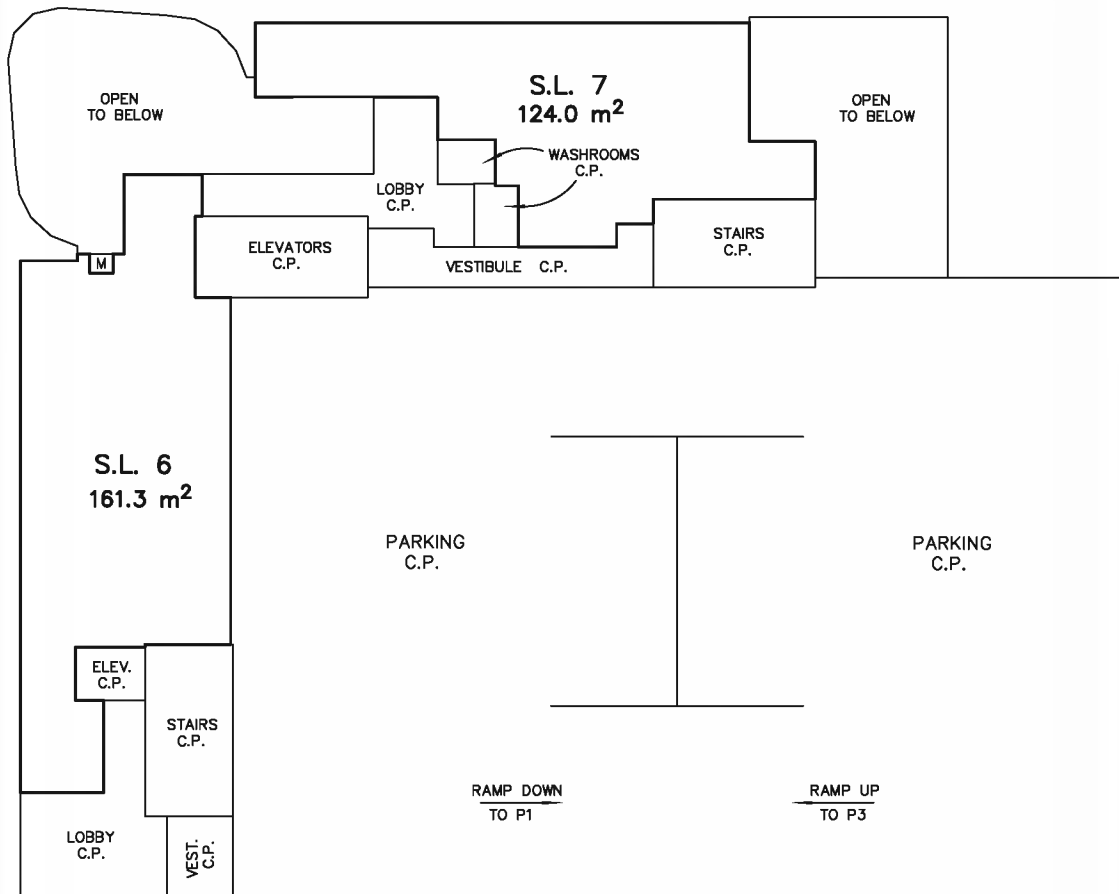 OPEN
TO BELOW
S.L. 7
124.0 m²
OPEN
TO BELOW
WASHROOMS
C.P.
LOBBY
C.P.
ELEVATORS
C.P.
VESTIBULE C.P.
STAIRS
C.P.
M
S.L. 6
161.3 m²
PARKING
C.P.
PARKING
C.P.
ELEV.
C.P.
STAIRS
C.P.
RAMP DOWN
TO P1
RAMP UP
TO P3
LOBBY
C.P.
VEST.
C.P.